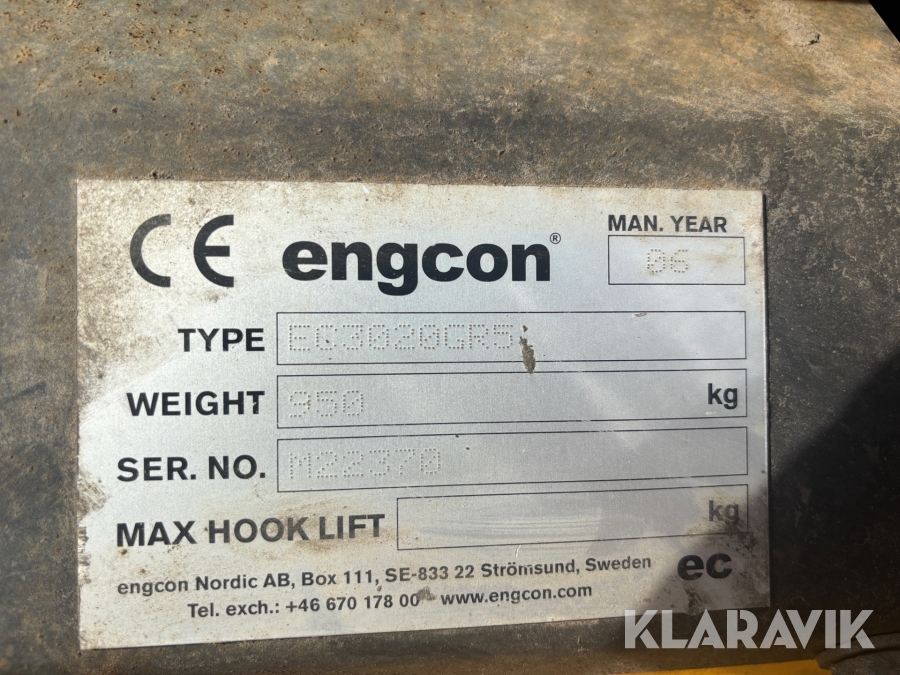 CE engcon® MAN. YEAR
06
TYPE EC3020GR5
WEIGHT 950 kg
SER. NO. M22370
MAX HOOK LIFT kg
engcon Nordic AB, Box 111, SE-833 22 Strömsund, Sweden ec
Tel. exch.: +46 670 178 00 www.engcon.com
KLARAVIK